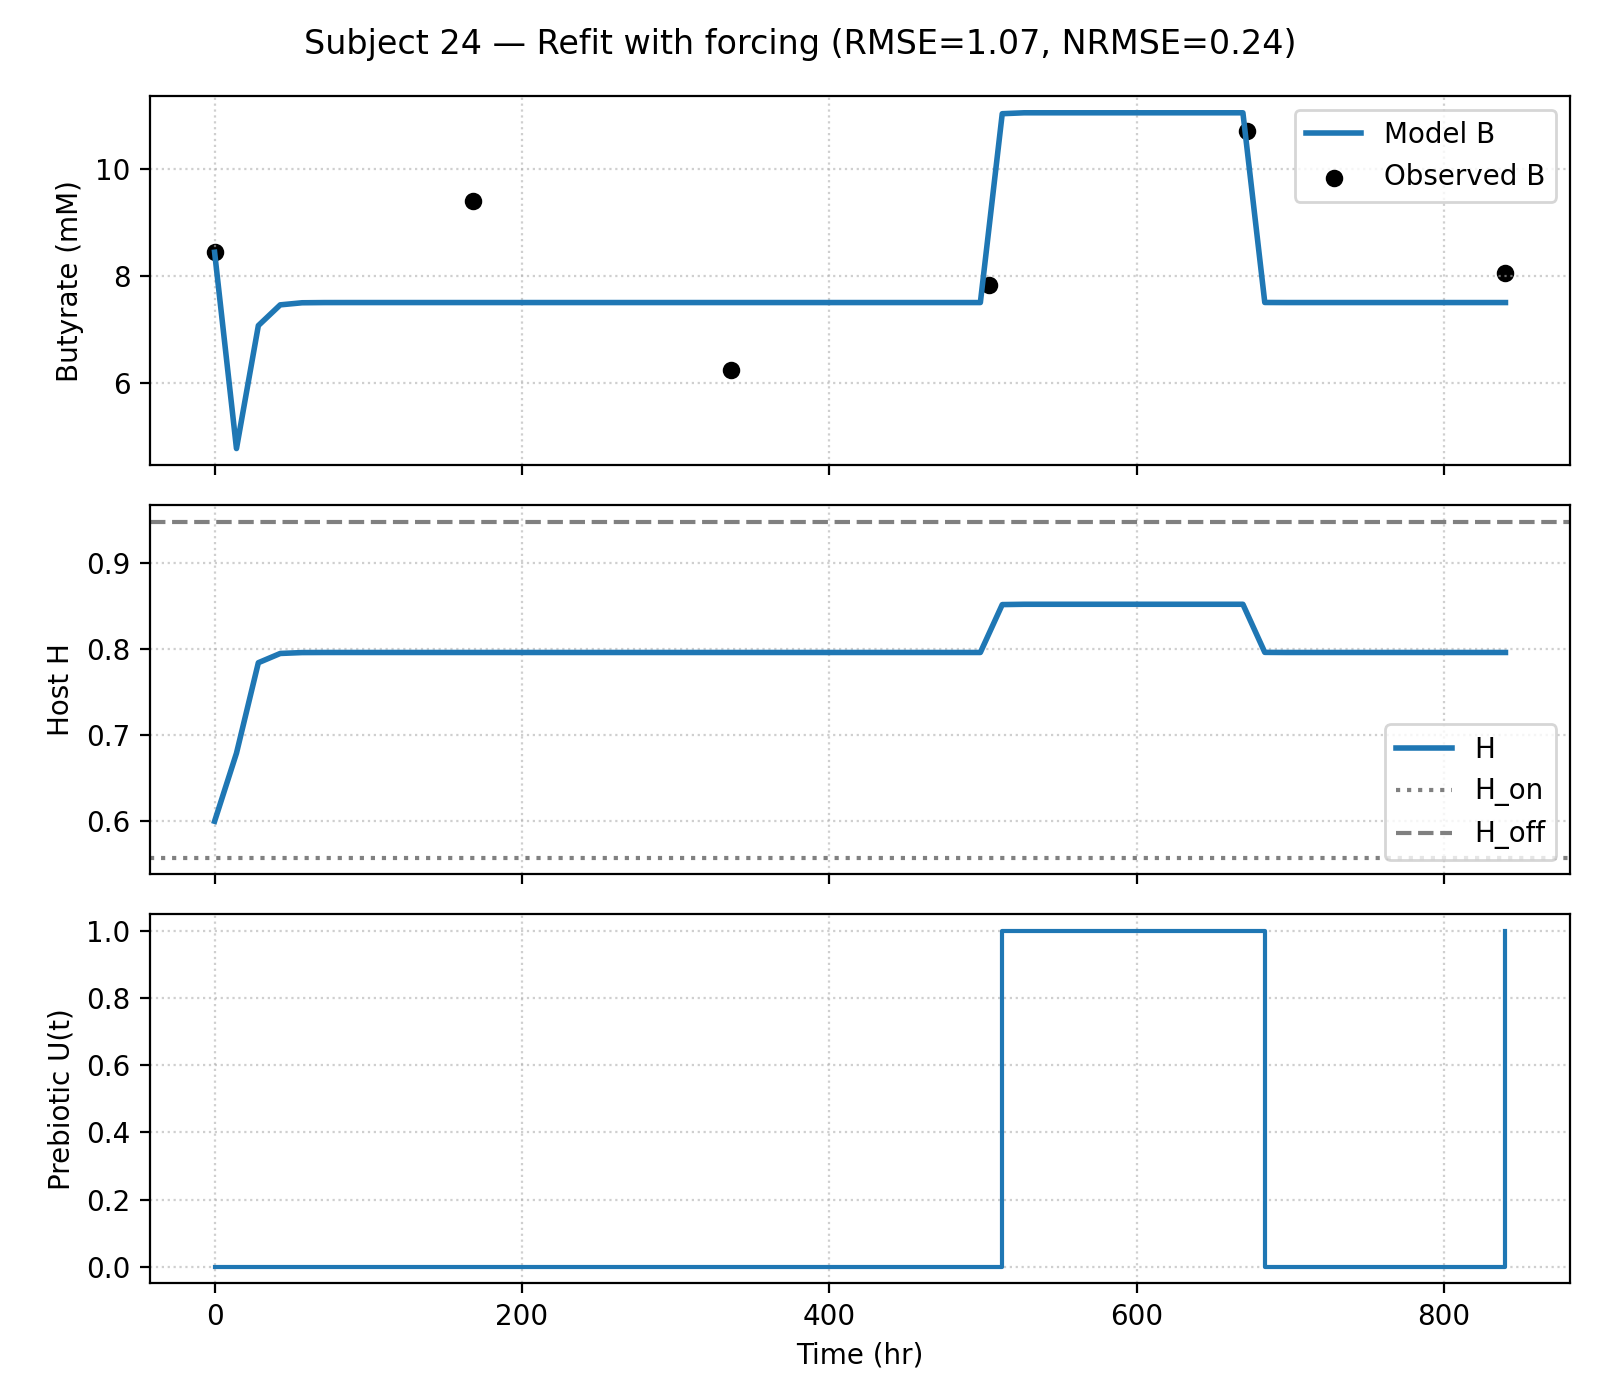 Subject 24 — Refit with forcing (RMSE=1.07, NRMSE=0.24)
Butyrate (mM)
10
8
6
Model B
Observed B
Host H
0.9
0.8
0.7
0.6
H
H_on
H_off
Prebiotic U(t)
1.0
0.8
0.6
0.4
0.2
0.0
0 200 400 600 800
Time (hr)